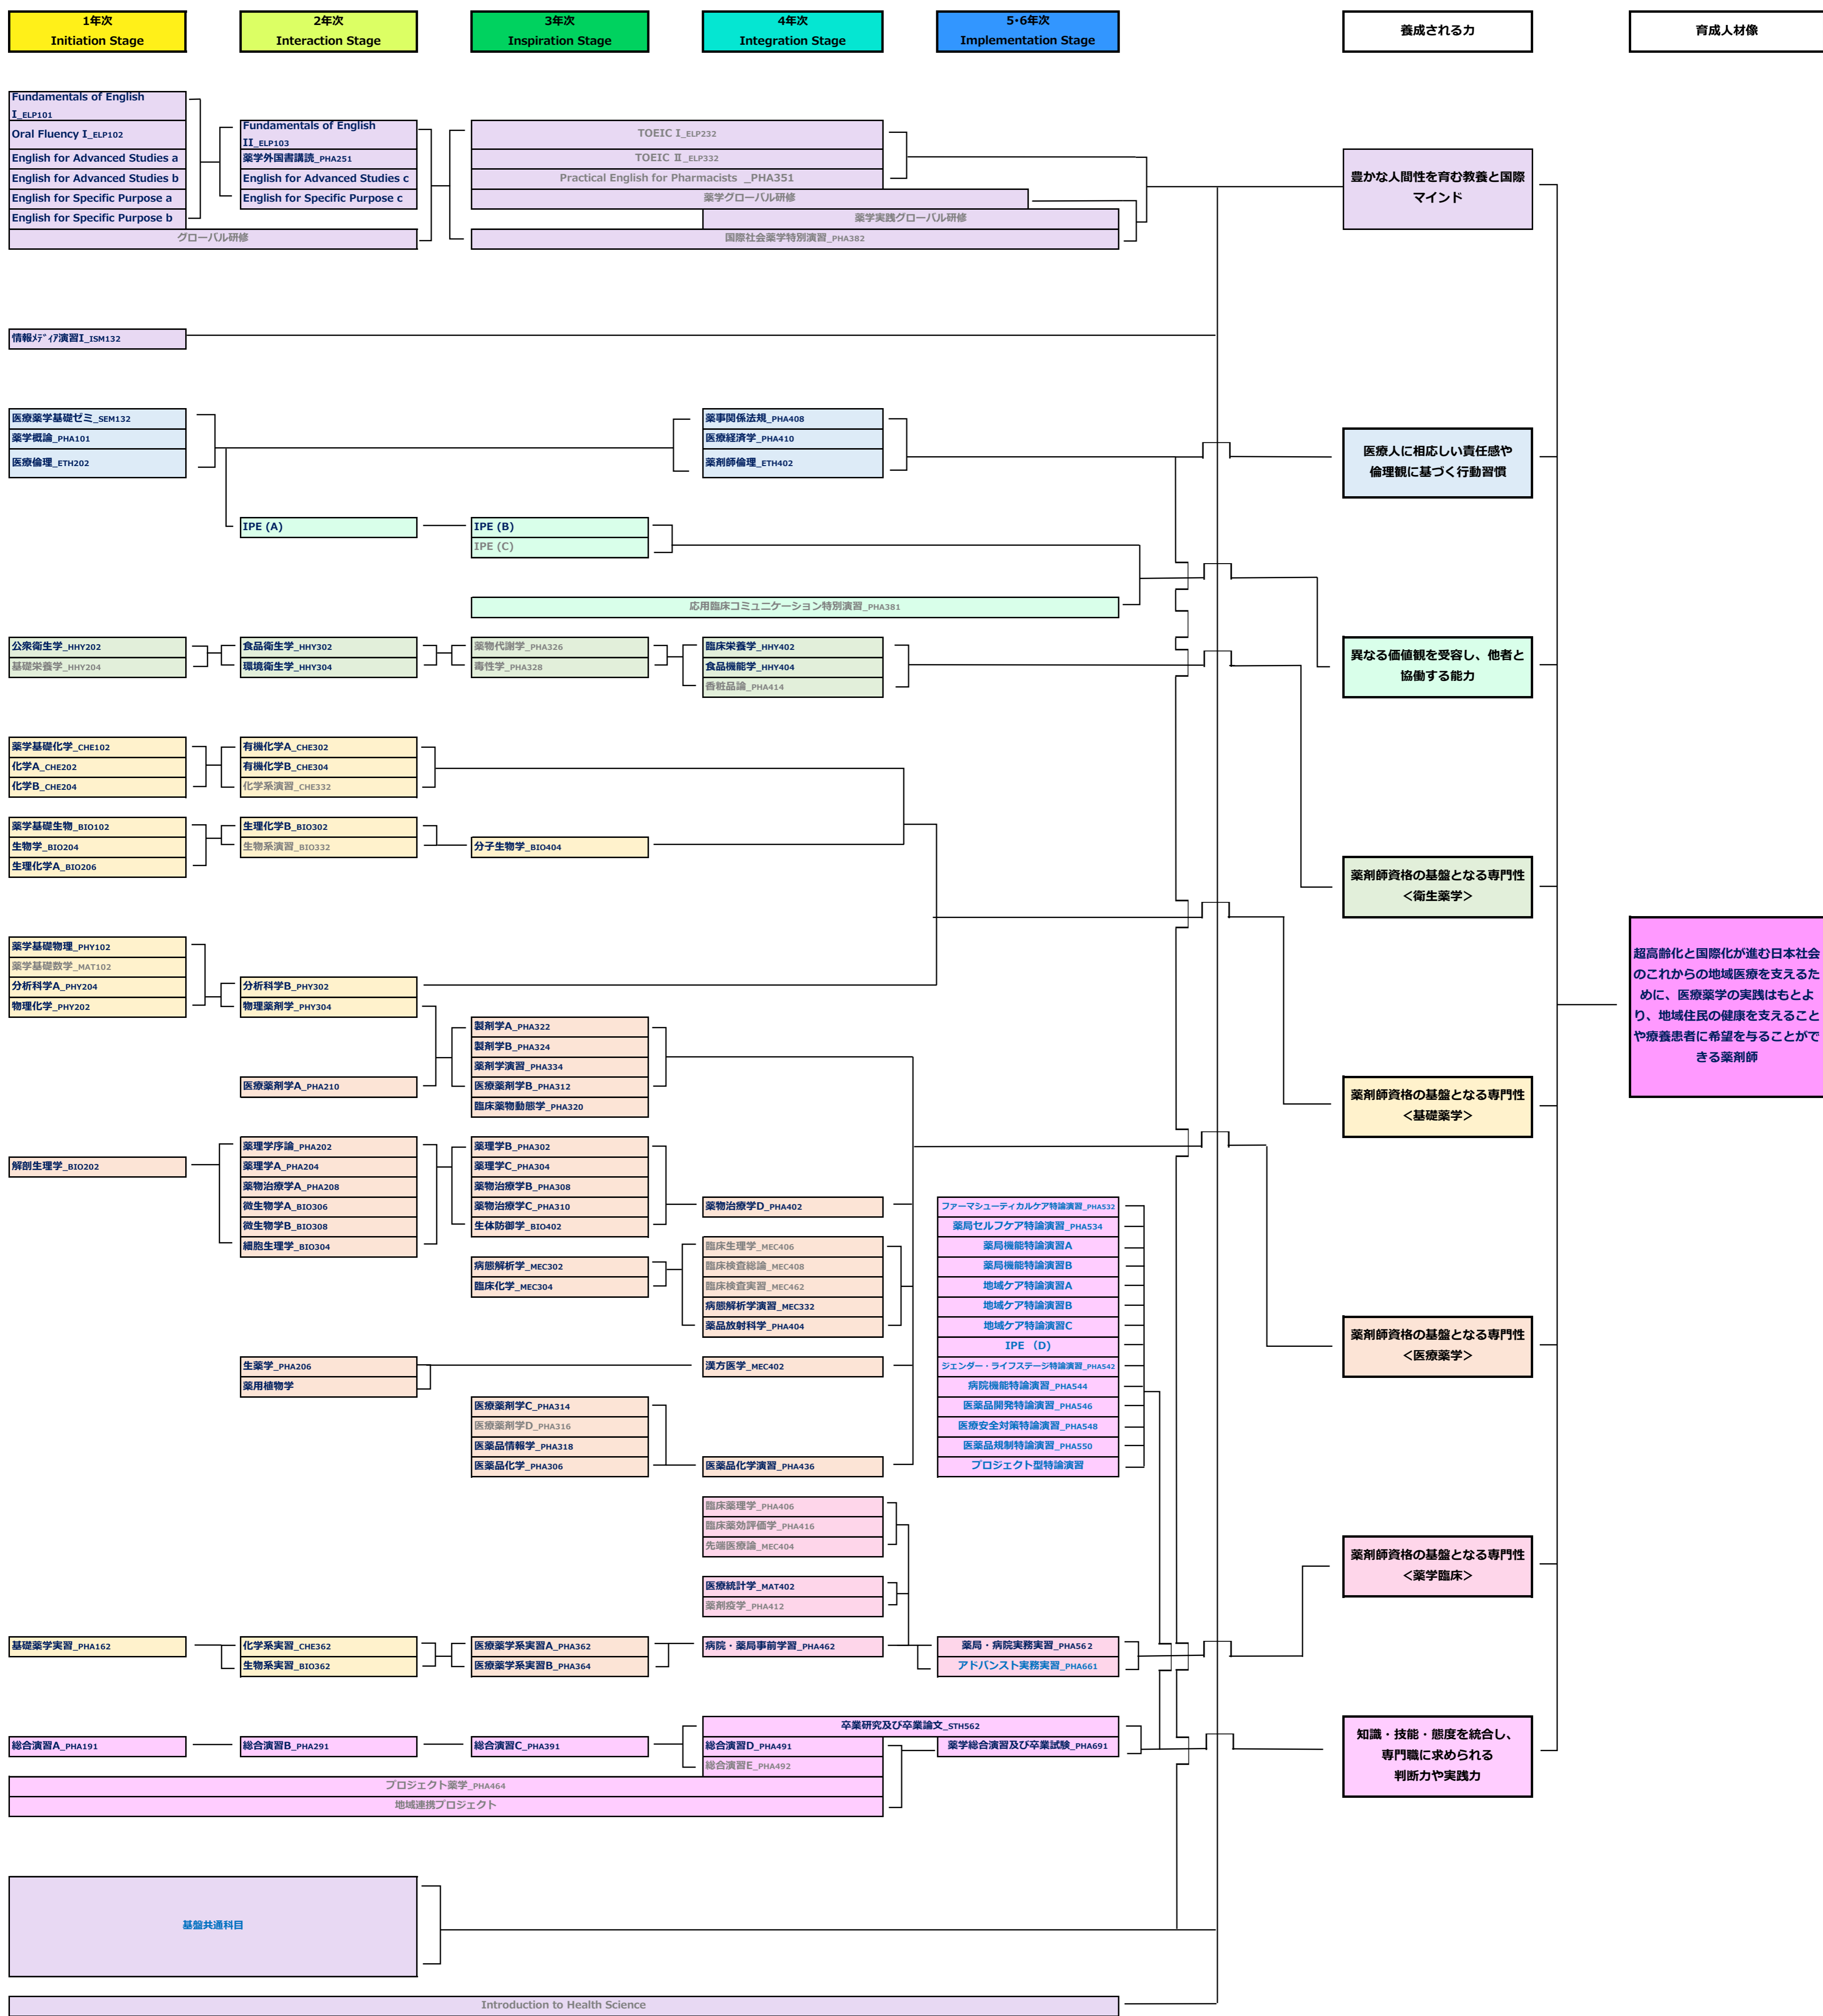 1年次
Initiation Stage
2年次
Interaction Stage
3年次
Inspiration Stage
4年次
Integration Stage
5・6年次
Implementation Stage
養成される力
育成人材像
Fundamentals of English
I_ELP101
Oral Fluency I_ELP102
English for Advanced Studies a
English for Advanced Studies b
English for Specific Purpose a
English for Specific Purpose b
グローバル研修
Fundamentals of English
II_ELP103
薬学外国書講読_PHA251
English for Advanced Studies c
English for Specific Purpose c
TOEIC I_ELP232
TOEIC Ⅱ_ELP332
Practical English for Pharmacists _PHA351
薬学グローバル研修
薬学実践グローバル研修
国際社会薬学特別演習_PHA382
豊かな人間性を育む教養と国際
マインド
情報ﾒﾃﾞｨｱ演習I_ISM132
医療薬学基礎ゼミ_SEM132
薬学概論_PHA101
医療倫理_ETH202
薬事関係法規_PHA408
医療経済学_PHA410
薬剤師倫理_ETH402
医療人に相応しい責任感や
倫理観に基づく行動習慣
IPE (A)
IPE (B)
IPE (C)
応用臨床コミュニケーション特別演習_PHA381
公衆衛生学_HHY202
基礎栄養学_HHY204
食品衛生学_HHY302
環境衛生学_HHY304
薬物代謝学_PHA326
毒性学_PHA328
臨床栄養学_HHY402
食品機能学_HHY404
香粧品論_PHA414
異なる価値観を受容し、他者と
協働する能力
薬学基礎化学_CHE102
化学A_CHE202
化学B_CHE204
有機化学A_CHE302
有機化学B_CHE304
化学系演習_CHE332
薬学基礎生物_BIO102
生物学_BIO204
生理化学A_BIO206
生理化学B_BIO302
生物系演習_BIO332
分子生物学_BIO404
薬剤師資格の基盤となる専門性
＜衛生薬学＞
薬学基礎物理_PHY102
薬学基礎数学_MAT102
分析科学A_PHY204
物理化学_PHY202
分析科学B_PHY302
物理薬剤学_PHY304
医療薬剤学A_PHA210
製剤学A_PHA322
製剤学B_PHA324
薬剤学演習_PHA334
医療薬剤学B_PHA312
臨床薬物動態学_PHA320
超高齢化と国際化が進む日本社会
のこれからの地域医療を支えるた
めに、医療薬学の実践はもとよ
り、地域住民の健康を支えること
や療養患者に希望を与ることがで
きる薬剤師
薬剤師資格の基盤となる専門性
＜基礎薬学＞
解剖生理学_BIO202
薬理学序論_PHA202
薬理学A_PHA204
薬物治療学A_PHA208
微生物学A_BIO306
微生物学B_BIO308
細胞生理学_BIO304
薬理学B_PHA302
薬理学C_PHA304
薬物治療学B_PHA308
薬物治療学C_PHA310
生体防御学_BIO402
薬物治療学D_PHA402
病態解析学_MEC302
臨床化学_MEC304
臨床生理学_MEC406
臨床検査総論_MEC408
臨床検査実習_MEC462
病態解析学演習_MEC332
薬品放射科学_PHA404
生薬学_PHA206
薬用植物学
漢方医学_MEC402
医療薬剤学C_PHA314
医療薬剤学D_PHA316
医薬品情報学_PHA318
医薬品化学_PHA306
医薬品化学演習_PHA436
ファーマシューティカルケア特論演習_PHA532
薬局セルフケア特論演習_PHA534
薬局機能特論演習A
薬局機能特論演習B
地域ケア特論演習A
地域ケア特論演習B
地域ケア特論演習C
IPE （D)
ジェンダー・ライフステージ特論演習_PHA542
病院機能特論演習_PHA544
医薬品開発特論演習_PHA546
医療安全対策特論演習_PHA548
医薬品規制特論演習_PHA550
プロジェクト型特論演習
薬剤師資格の基盤となる専門性
＜医療薬学＞
臨床薬理学_PHA406
臨床薬効評価学_PHA416
先端医療論_MEC404
医療統計学_MAT402
薬剤疫学_PHA412
薬剤師資格の基盤となる専門性
＜薬学臨床＞
基礎薬学実習_PHA162
化学系実習_CHE362
生物系実習_BIO362
医療薬学系実習A_PHA362
医療薬学系実習B_PHA364
病院・薬局事前学習_PHA462
薬局・病院実務実習_PHA562
アドバンスト実務実習_PHA661
総合演習A_PHA191
総合演習B_PHA291
総合演習C_PHA391
卒業研究及び卒業論文_STH562
総合演習D_PHA491
総合演習E_PHA492
薬学総合演習及び卒業試験_PHA691
プロジェクト薬学_PHA464
地域連携プロジェクト
知識・技能・態度を統合し、
専門職に求められる
判断力や実践力
基盤共通科目
Introduction to Health Science